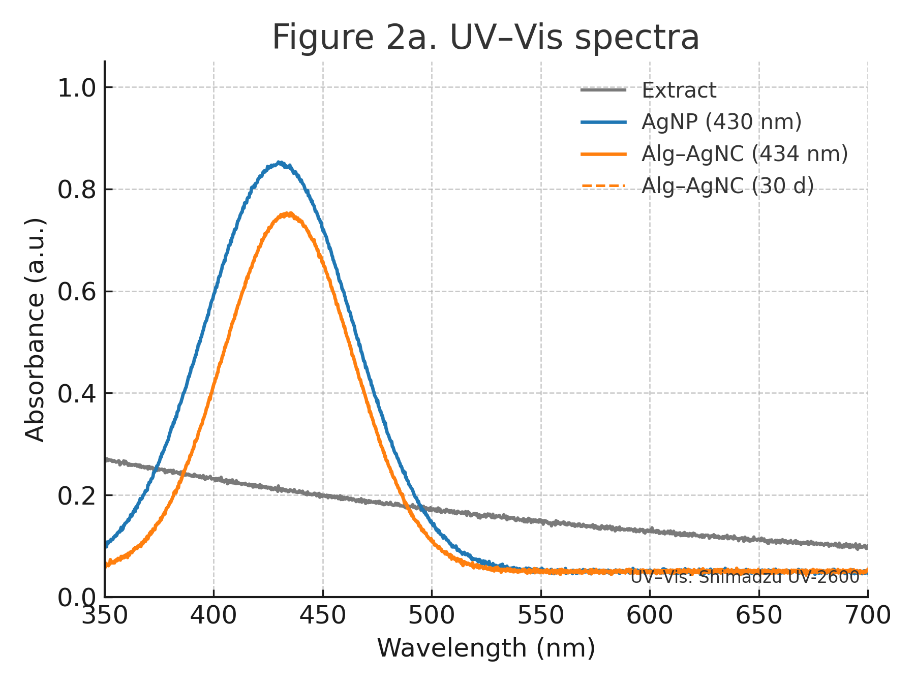 Figure 2a. UV–Vis spectra
Extract
AgNP (430 nm)
Alg–AgNC (434 nm)
Alg–AgNC (30 d)
Absorbance (a.u.)
1.0
0.8
0.6
0.4
0.2
0.0
UV–Vis: Shimadzu UV-2600
350 400 450 500 550 600 650 700
Wavelength (nm)